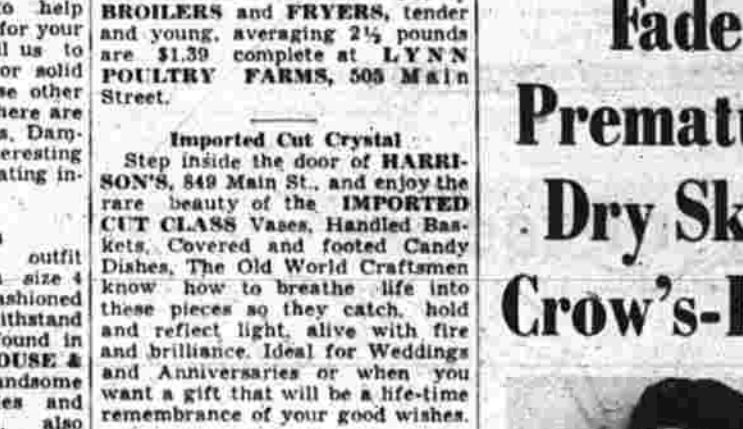 to help
for your
ll us to
or solid
se other
here are
s, Dam-
eresting
ating in-
outfit
size 4
ashioned
ithstand
found in
OUSE &
andsome
ies and
also
BROILERS and FRYERS, tender
and young, averaging 2½ pounds
are $1.39 complete at LYNN
POULTRY FARMS, 505 Main
Street.
Imported Cut Crystal
Step inside the door of HARRI-
SON'S, 849 Main St., and enjoy the
rare beauty of the IMPORTED
CUT CLASS Vases, Handled Bas-
kets, Covered and footed Candy
Dishes, The Old World Craftsmen
know how to breathe life into
these pieces so they catch, hold
and reflect light, alive with fire
and brilliance. Ideal for Weddings
and Anniversaries or when you
want a gift that will be a life-time
remembrance of your good wishes.
Fade
Premat
Dry Sk
Crow's-